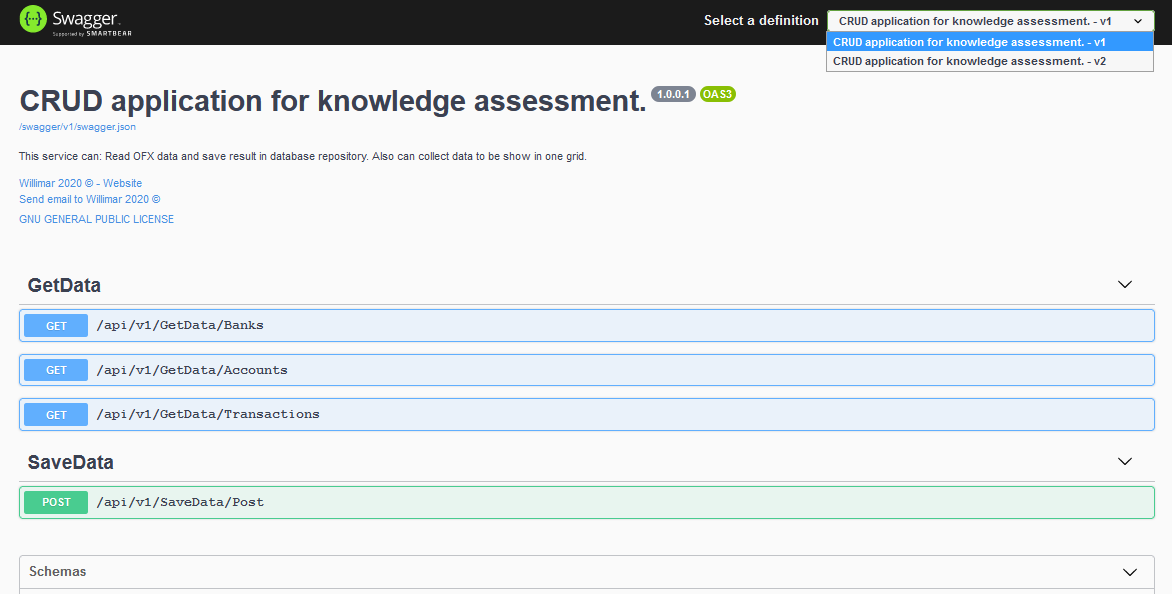 Swagger.
Supported by SMARTBEAR
Select a definition
CRUD application for knowledge assessment. - v1
CRUD application for knowledge assessment. - v1
CRUD application for knowledge assessment. - v2
CRUD application for knowledge assessment. 1.0.0.1 OAS3
/swagger/v1/swagger.json
This service can: Read OFX data and save result in database repository. Also can collect data to be show in one grid.
Willimar 2020 © - Website
Send email to Willimar 2020 ©
GNU GENERAL PUBLIC LICENSE
GetData
GET /api/v1/GetData/Banks
GET /api/v1/GetData/Accounts
GET /api/v1/GetData/Transactions
SaveData
POST /api/v1/SaveData/Post
Schemas